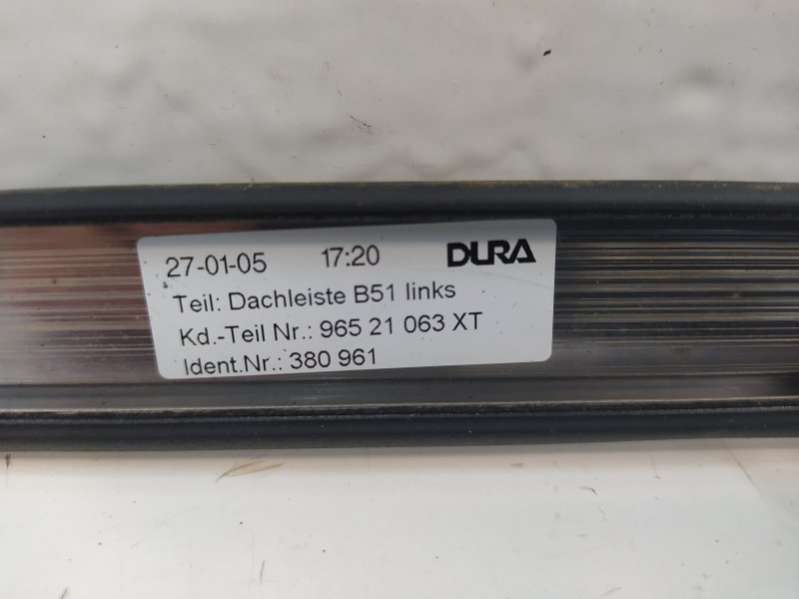 27-01-05 17:20 DURA
Teil: Dachleiste B51 links
Kd.-Teil Nr.: 965 21 063 XT
Ident.Nr.: 380 961